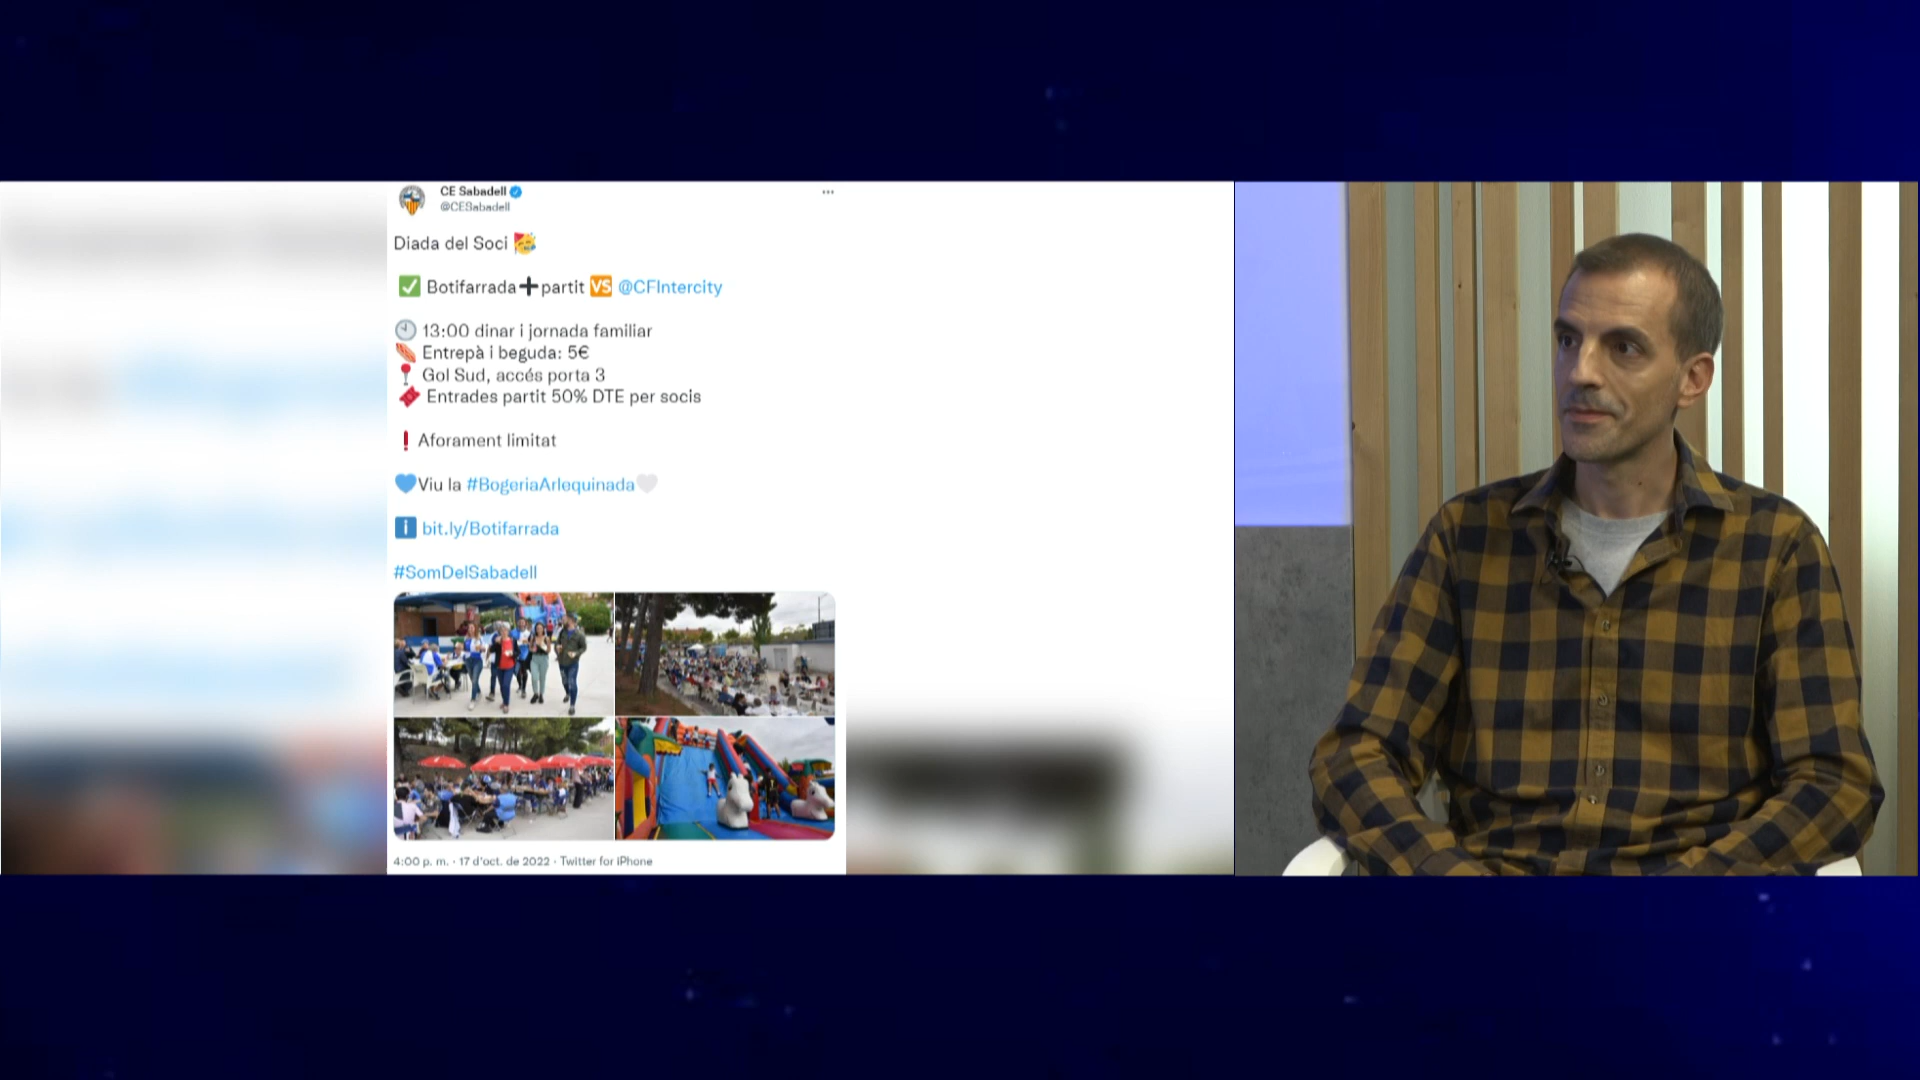 CE Sabadell
@CESabadell
Diada del Soci
Botifarrada➕partit 🆚 @CFIntercity
13:00 dinar i jornada familiar
Entrepà i beguda: 5€
Gol Sud, accés porta 3
Entrades partit 50% DTE per socis
❗Aforament limitat
Viu la #BogeriaArlequinada
bit.ly/Botifarrada
#SomDelSabadell
4:00 p. m. · 17 d’oct. de 2022 · Twitter for iPhone